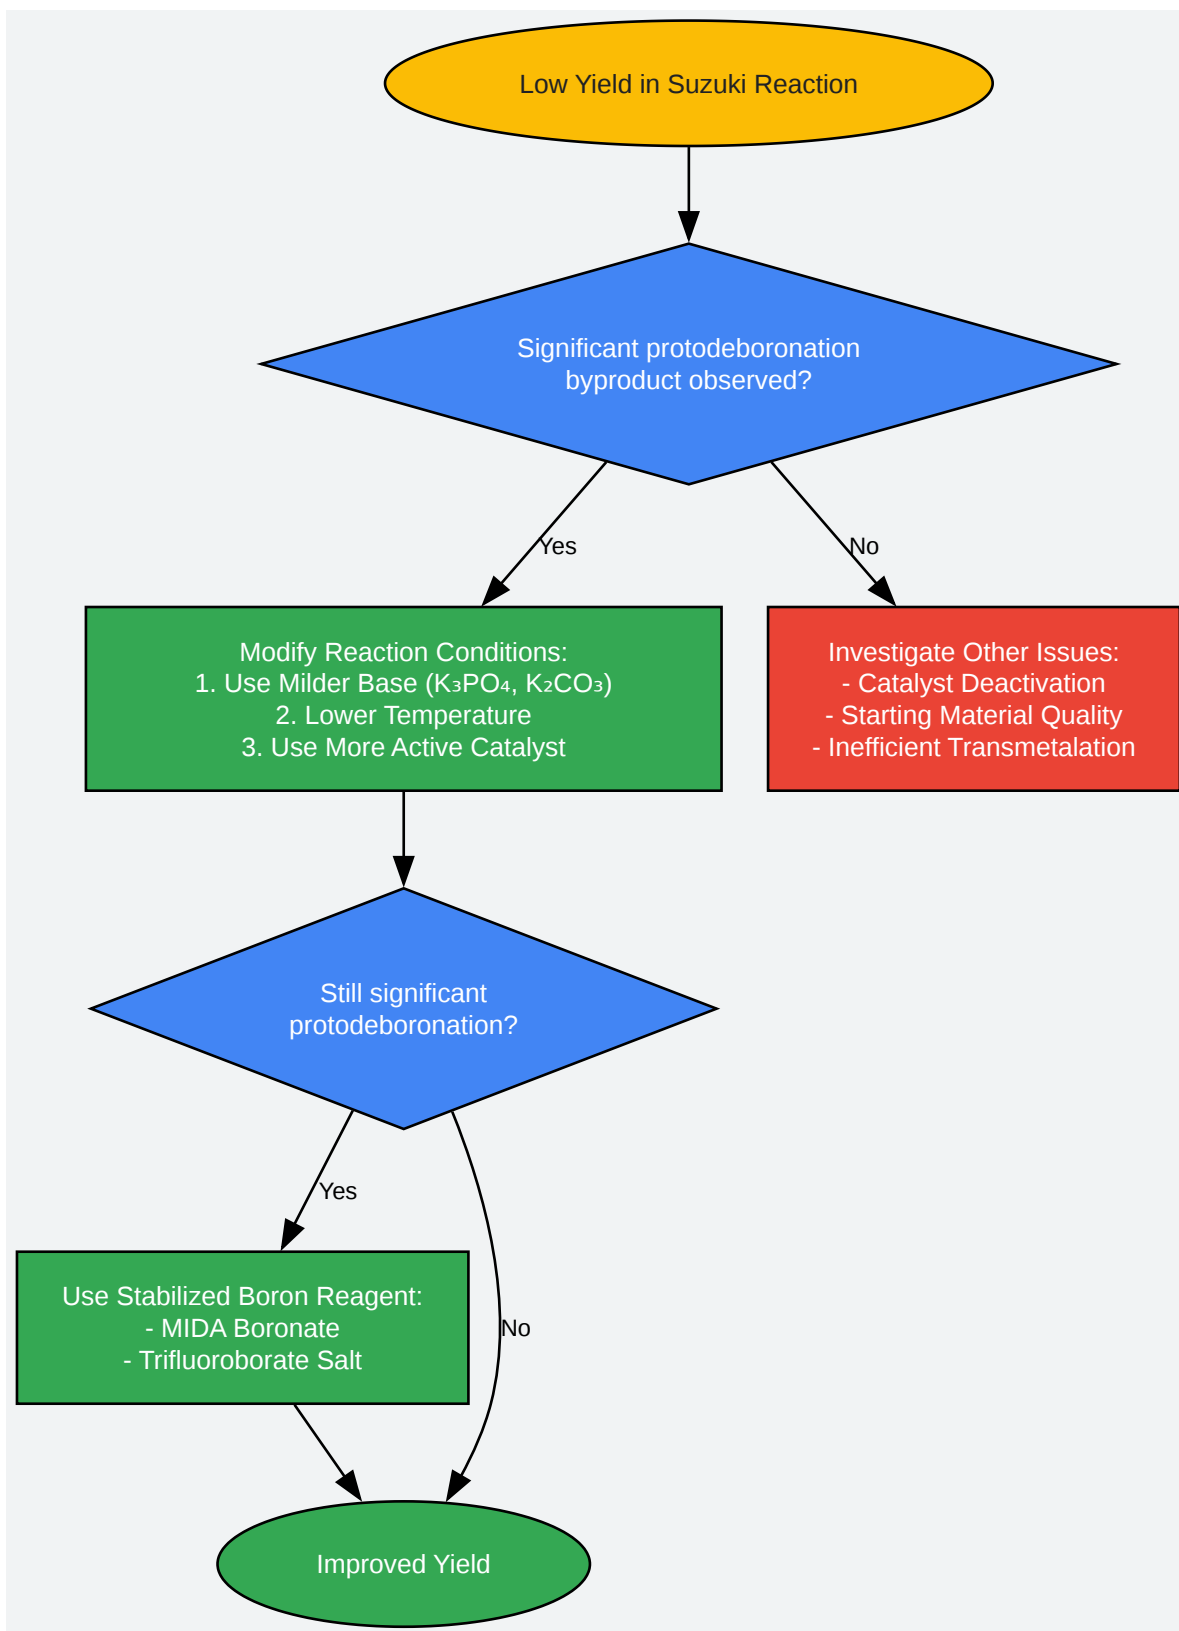 Low Yield in Suzuki Reaction
Significant protodeboronation
byproduct observed?
Yes
No
Modify Reaction Conditions:
1. Use Milder Base (K₃PO₄, K₂CO₃)
2. Lower Temperature
3. Use More Active Catalyst
Investigate Other Issues:
- Catalyst Deactivation
- Starting Material Quality
- Inefficient Transmetalation
Still significant
protodeboronation?
Yes
No
Use Stabilized Boron Reagent:
- MIDA Boronate
- Trifluoroborate Salt
Improved Yield